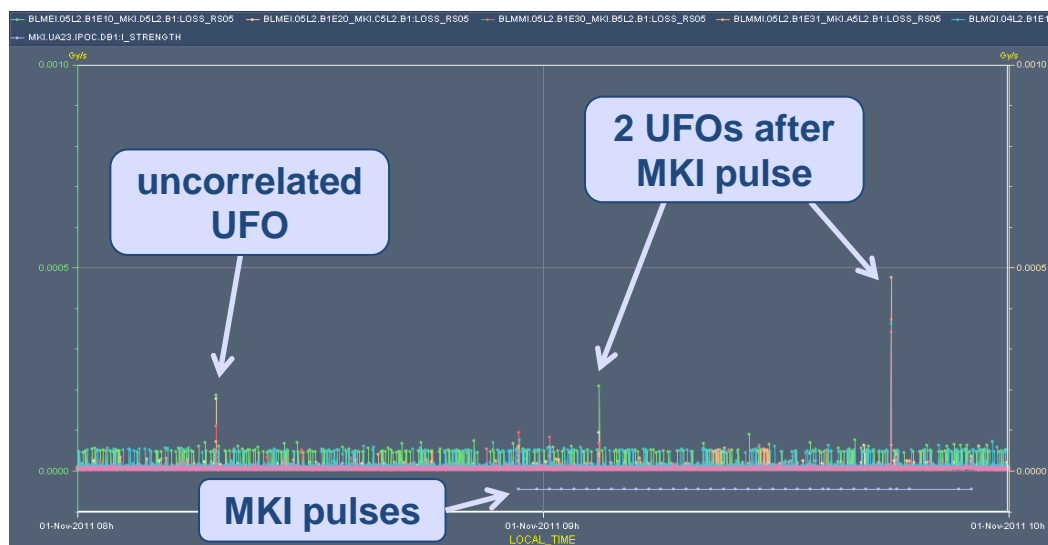 BLMEI.05L2.B1E10_MKI.D5L2.B1:LOSS_RS05 BLMEI.05L2.B1E20_MKI.C5L2.B1:LOSS_RS05 BLMMI.05L2.B1E30_MKI.B5L2.B1:LOSS_RS05 BLMMI.05L2.B1E31_MKI.A5L2.B1:LOSS_RS05 BLMQI.04L2.B1E1
MKI.UA23.IPOC.DB1:I_STRENGTH
Gy/s Gy/s
0.0010 0.0010
2 UFOs after
MKI pulse
uncorrelated
UFO
0.0005 0.0005
0.0000 0.0000
MKI pulses
01-Nov-2011 08h 01-Nov-2011 09h 01-Nov-2011 10h
LOCAL_TIME